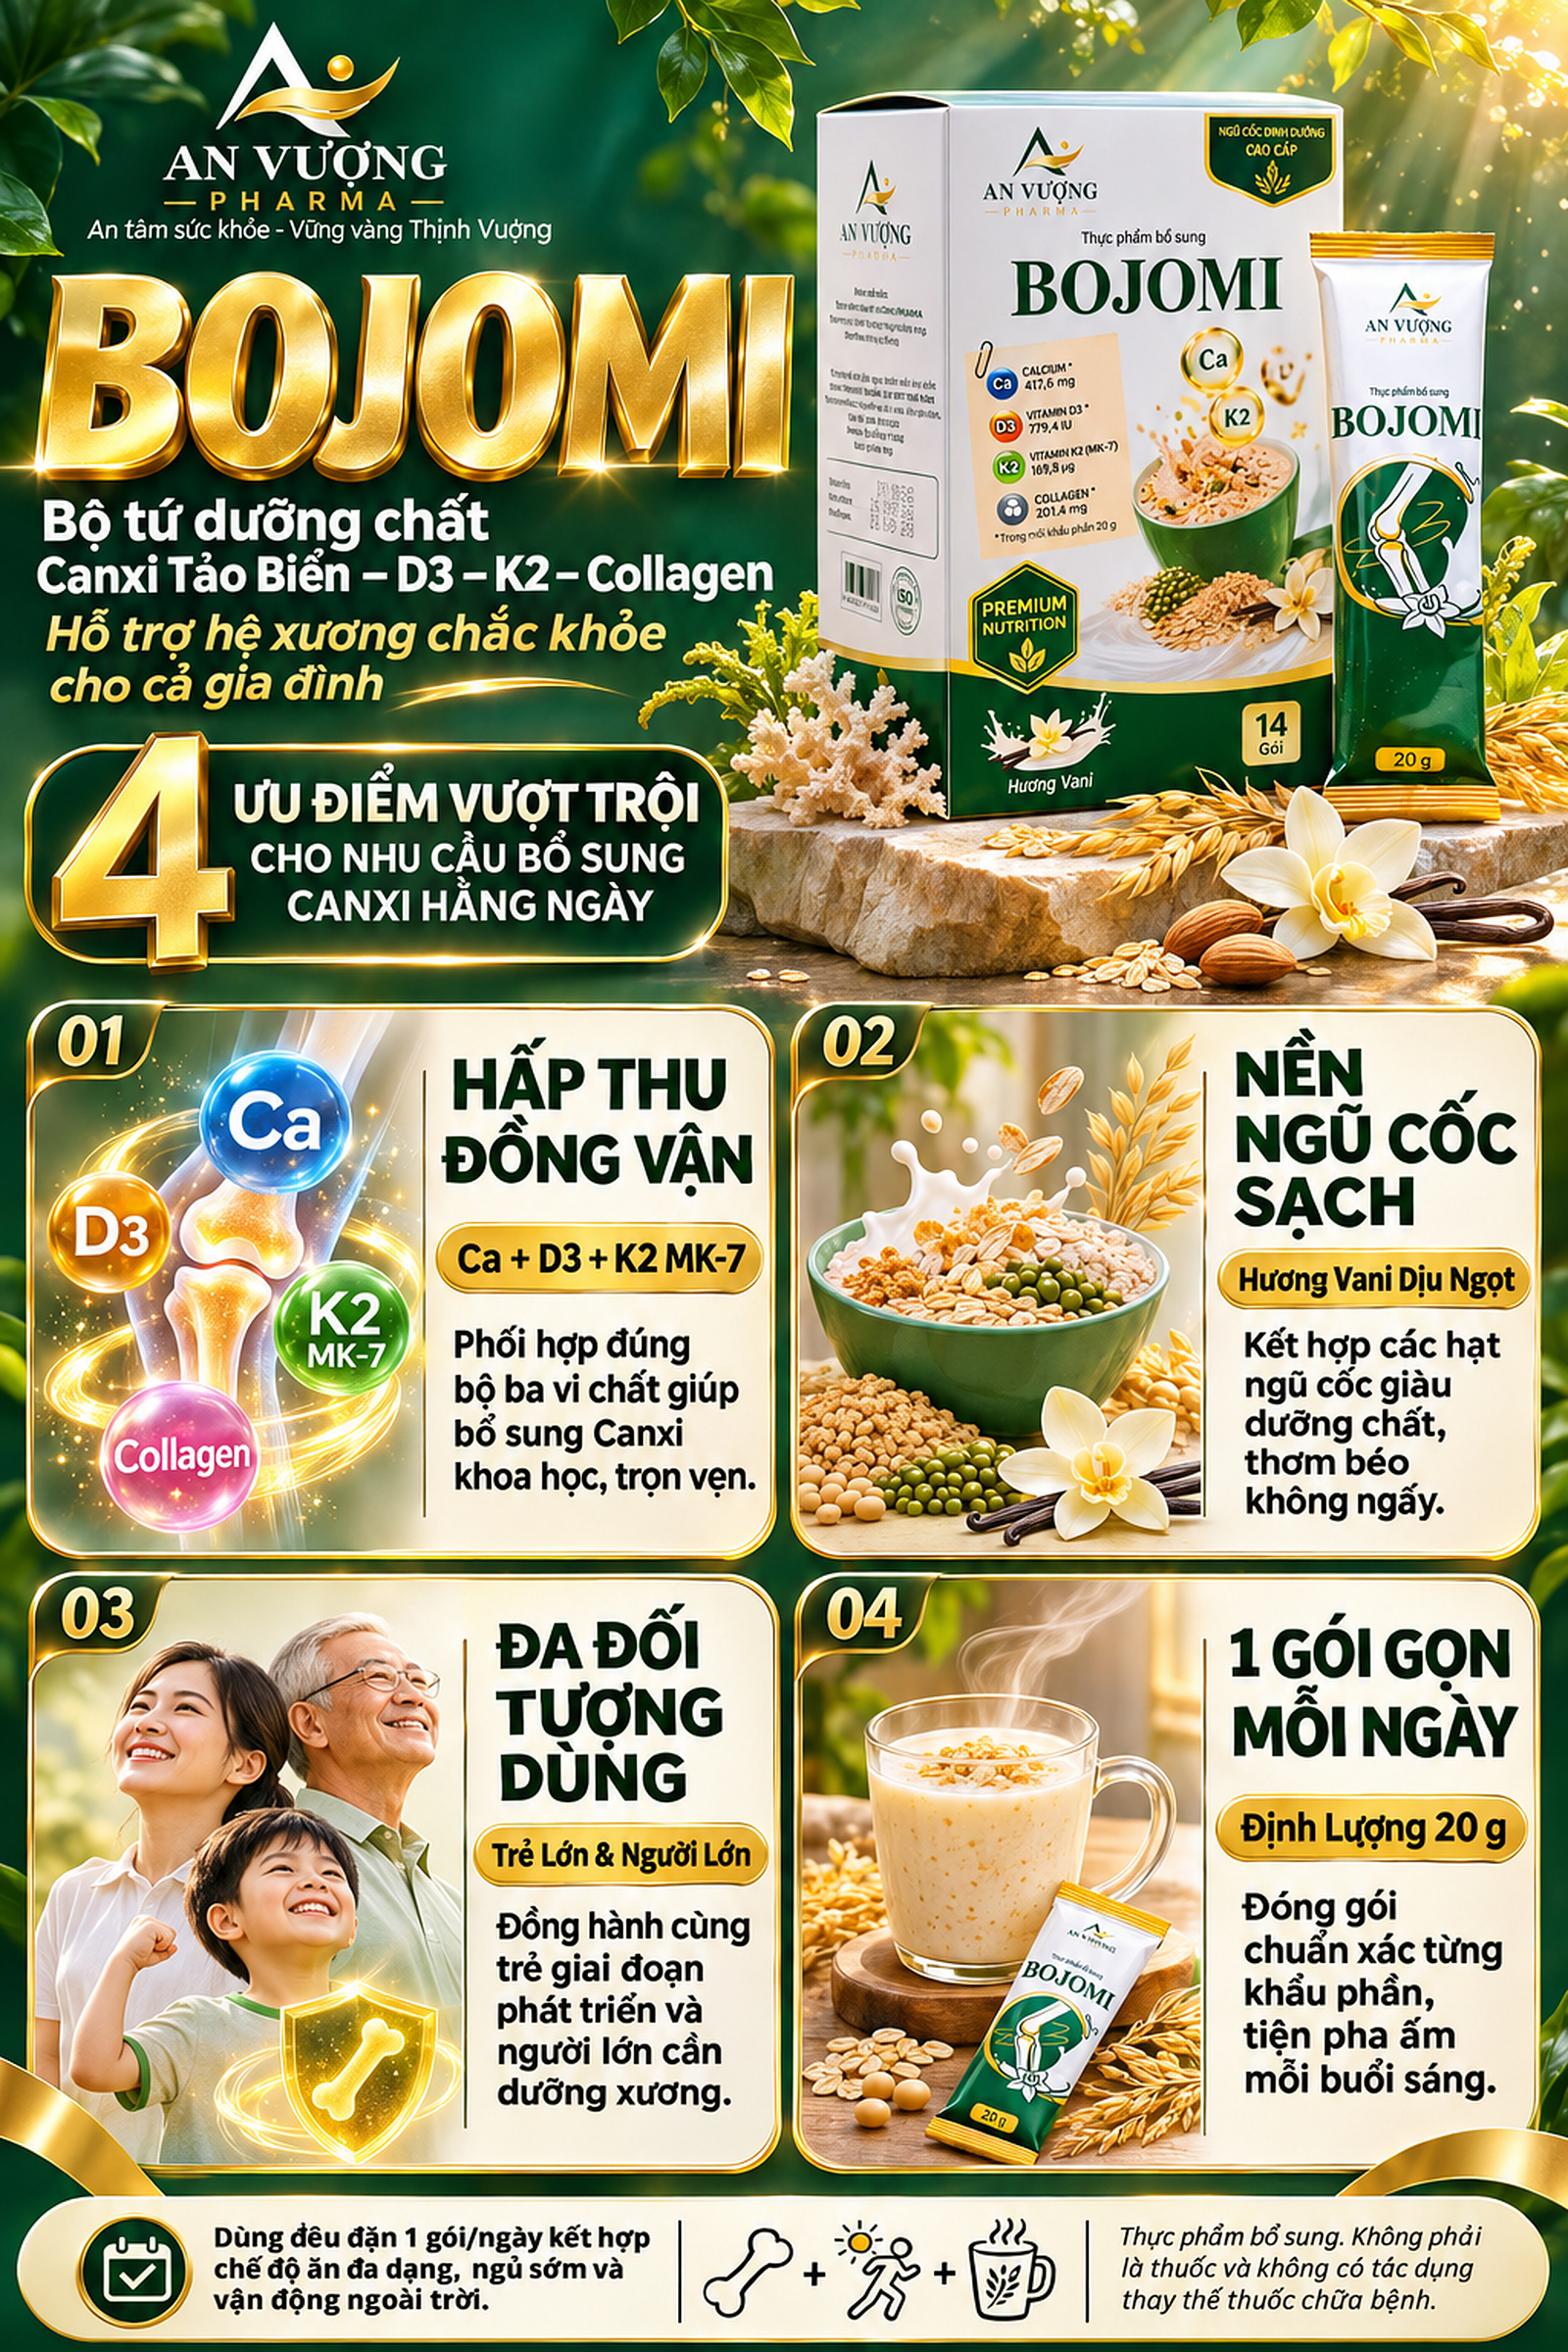 AN VƯỢNG
PHARMA
An tâm sức khỏe - Vững vàng Thịnh Vượng
BOJOMI
Bộ tứ dưỡng chất
Canxi Tảo Biển – D3 – K2 – Collagen
Hỗ trợ hệ xương chắc khỏe
cho cả gia đình
4
ƯU ĐIỂM VƯỢT TRỘI
CHO NHU CẦU BỔ SUNG
CANXI HẰNG NGÀY
AN VƯỢNG
PHARMA
AN VƯỢNG
PHARMA
NGŨ CỐC DINH DƯỠNG
CAO CẤP
Thực phẩm bổ sung
BOJOMI
Ca
CALCIUM *
417,6 mg
D3
VITAMIN D3 *
779,4 IU
K2
VITAMIN K2 (MK-7)
169,8 µg
COLLAGEN *
201.4 mg
*Trong mỗi khẩu phần 20 g
Ca
K2
PREMIUM
NUTRITION
ISO
Hương Vani
14
Gói
AN VƯỢNG
PHARMA
Thực phẩm bổ sung
BOJOMI
20 g
01
Ca
D3
K2
MK-7
Collagen
HẤP THU
ĐỒNG VẬN
Ca + D3 + K2 MK-7
Phối hợp đúng
bộ ba vi chất giúp
bổ sung Canxi
khoa học, trọn vẹn.
02
NỀN
NGŨ CỐC
SẠCH
Hương Vani Dịu Ngọt
Kết hợp các hạt
ngũ cốc giàu
dưỡng chất,
thơm béo
không ngấy.
03
ĐA ĐỐI
TƯỢNG
DÙNG
Trẻ Lớn & Người Lớn
Đồng hành cùng
trẻ giai đoạn
phát triển và
người lớn cần
dưỡng xương.
04
1 GÓI GỌN
MỖI NGÀY
Định Lượng 20 g
Đóng gói
chuẩn xác từng
khẩu phần,
tiện pha ấm
mỗi buổi sáng.
BOJOMI
20 g
Dùng đều đặn 1 gói/ngày kết hợp
chế độ ăn đa dạng, ngủ sớm và
vận động ngoài trời.
Thực phẩm bổ sung. Không phải
là thuốc và không có tác dụng
thay thế thuốc chữa bệnh.